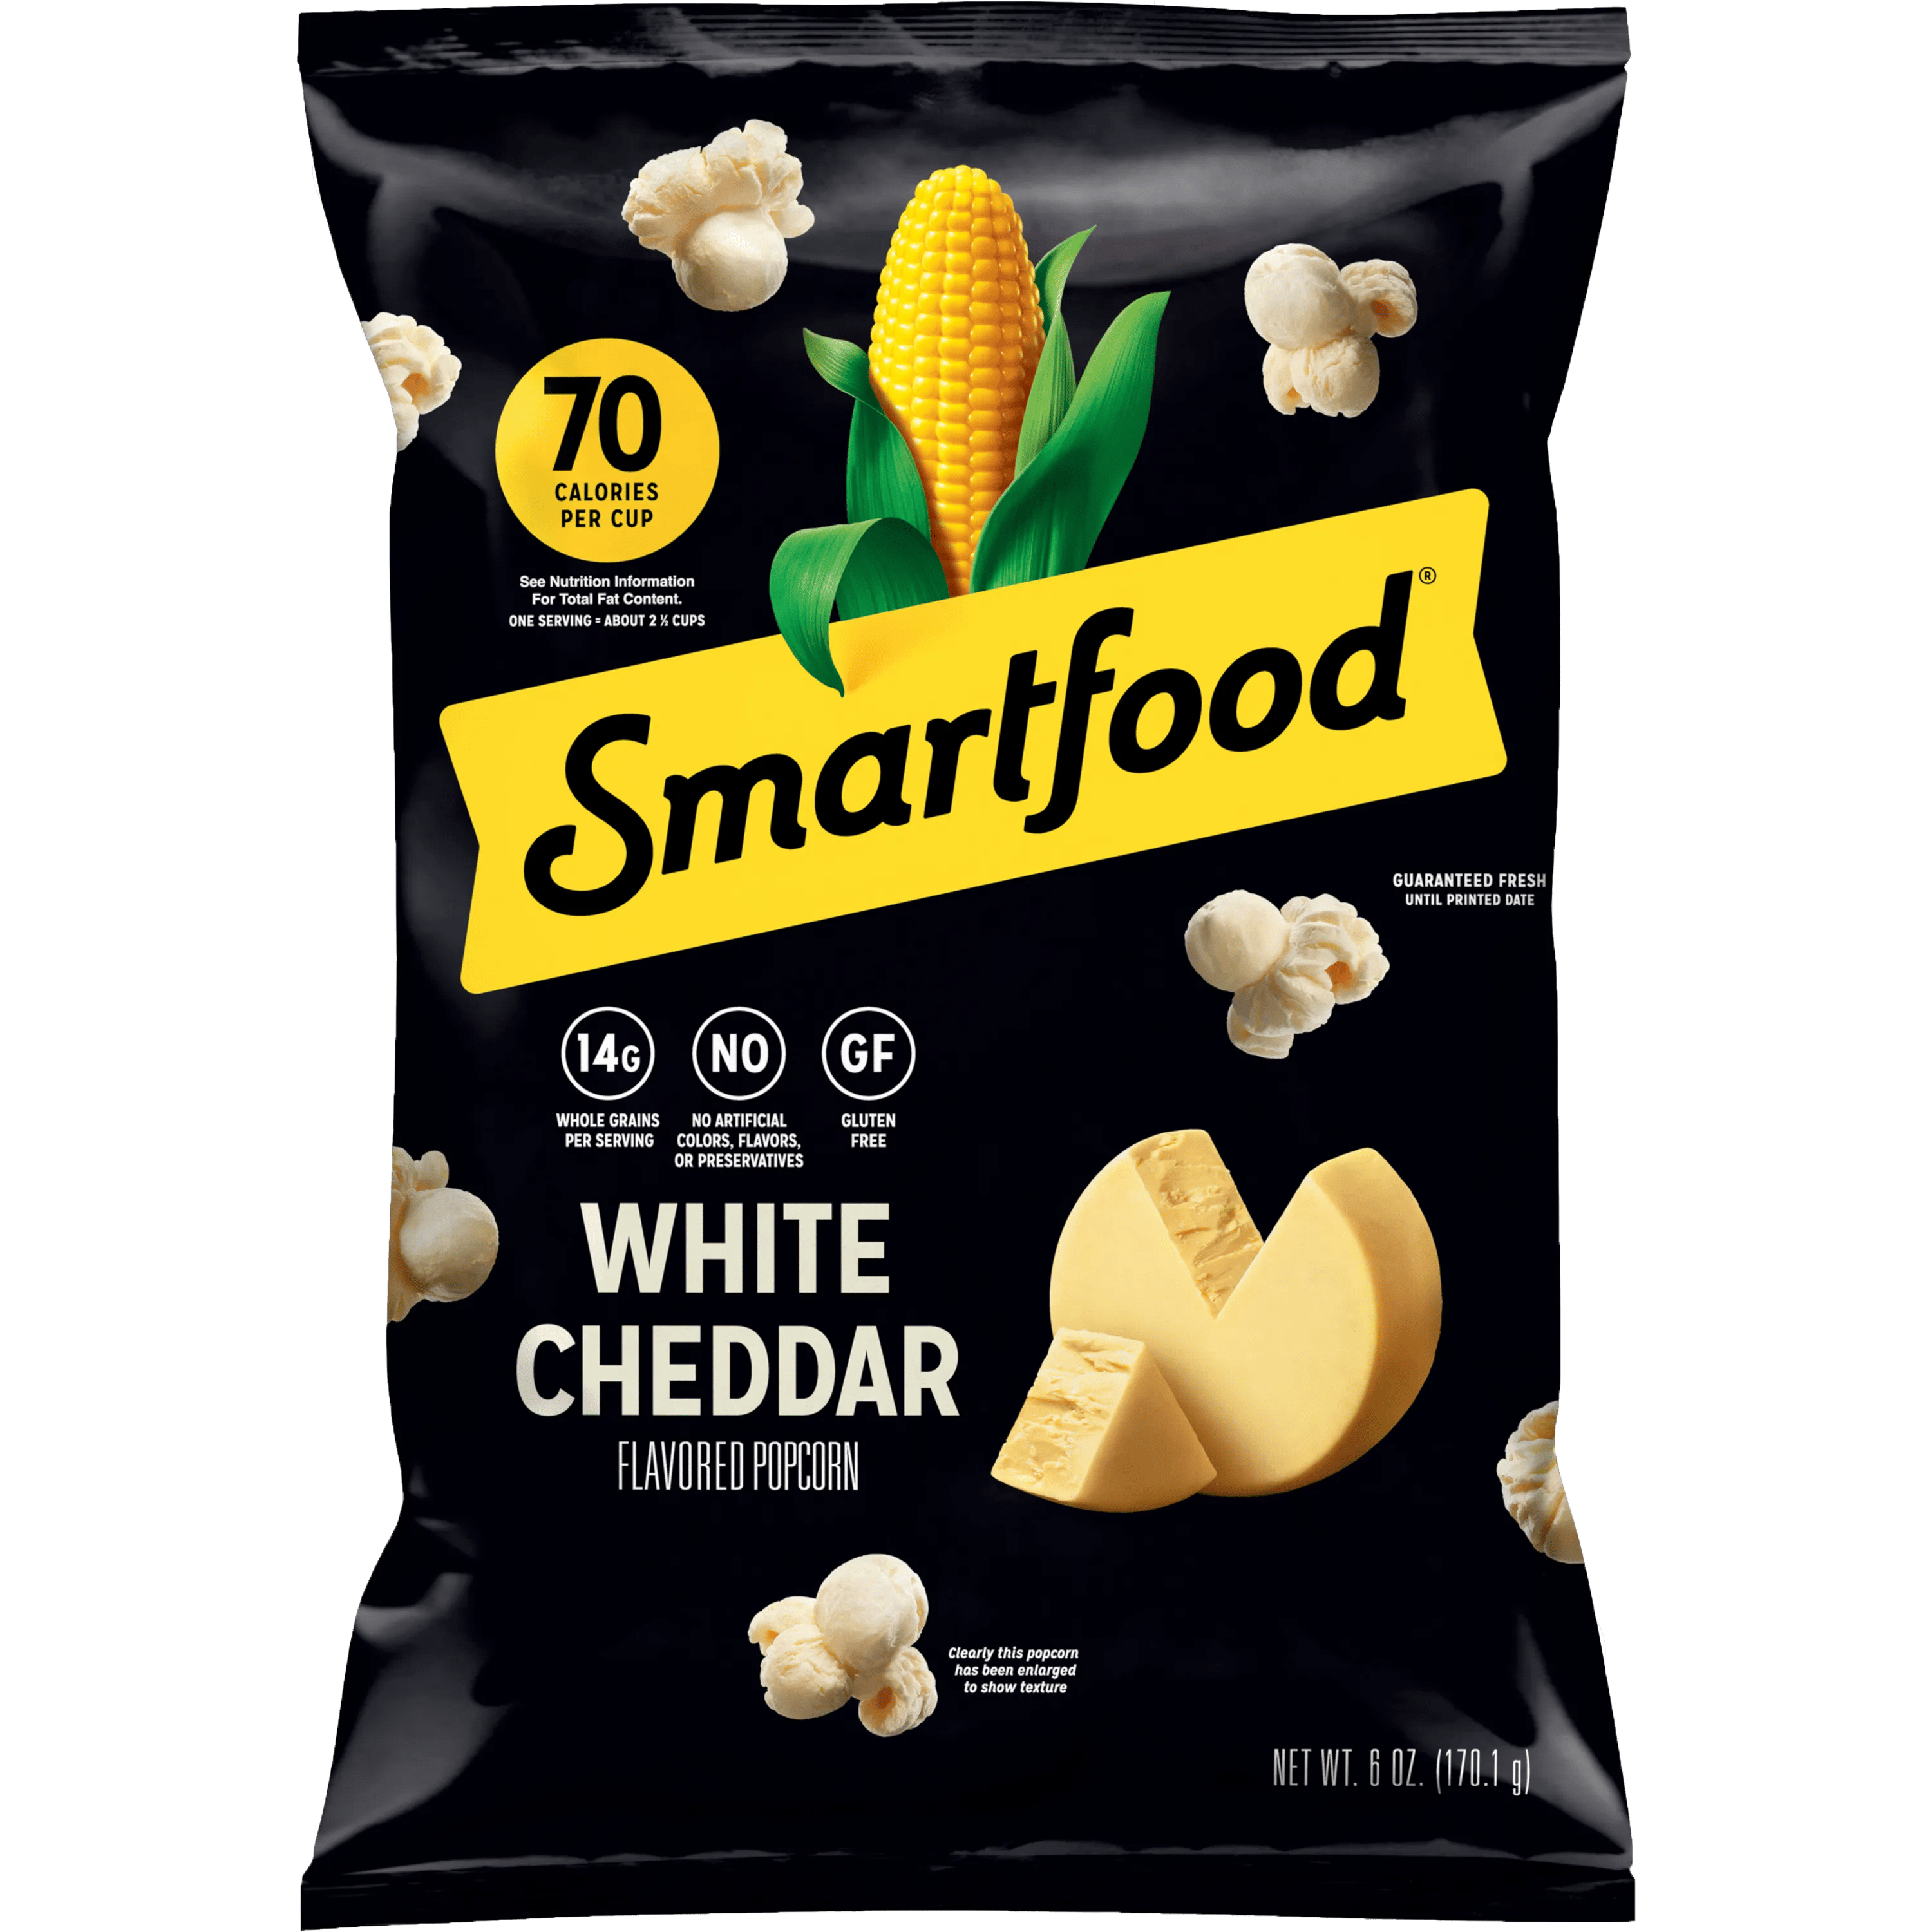 70
CALORIES
PER CUP
See Nutrition Information
For Total Fat Content.
ONE SERVING = ABOUT 2 ½ CUPS
Smartfood®
GUARANTEED FRESH
UNTIL PRINTED DATE
14G
WHOLE GRAINS
PER SERVING
NO
NO ARTIFICIAL
COLORS, FLAVORS,
OR PRESERVATIVES
GF
GLUTEN
FREE
WHITE
CHEDDAR
FLAVORED POPCORN
Clearly this popcorn
has been enlarged
to show texture
NET WT. 6 OZ. (170.1 g)